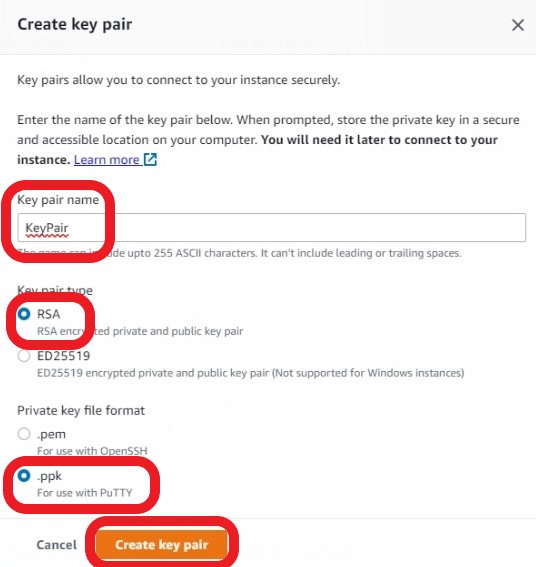 Create key pair
Key pairs allow you to connect to your instance securely.
Enter the name of the key pair below. When prompted, store the private key in a secure
and accessible location on your computer. You will need it later to connect to your
instance. Learn more
Key pair name
KeyPair
The name can include upto 255 ASCII characters. It can't include leading or trailing spaces.
Key pair type
RSA
RSA encrypted private and public key pair
ED25519
ED25519 encrypted private and public key pair (Not supported for Windows instances)
Private key file format
.pem
For use with OpenSSH
.ppk
For use with PuTTY
Cancel
Create key pair